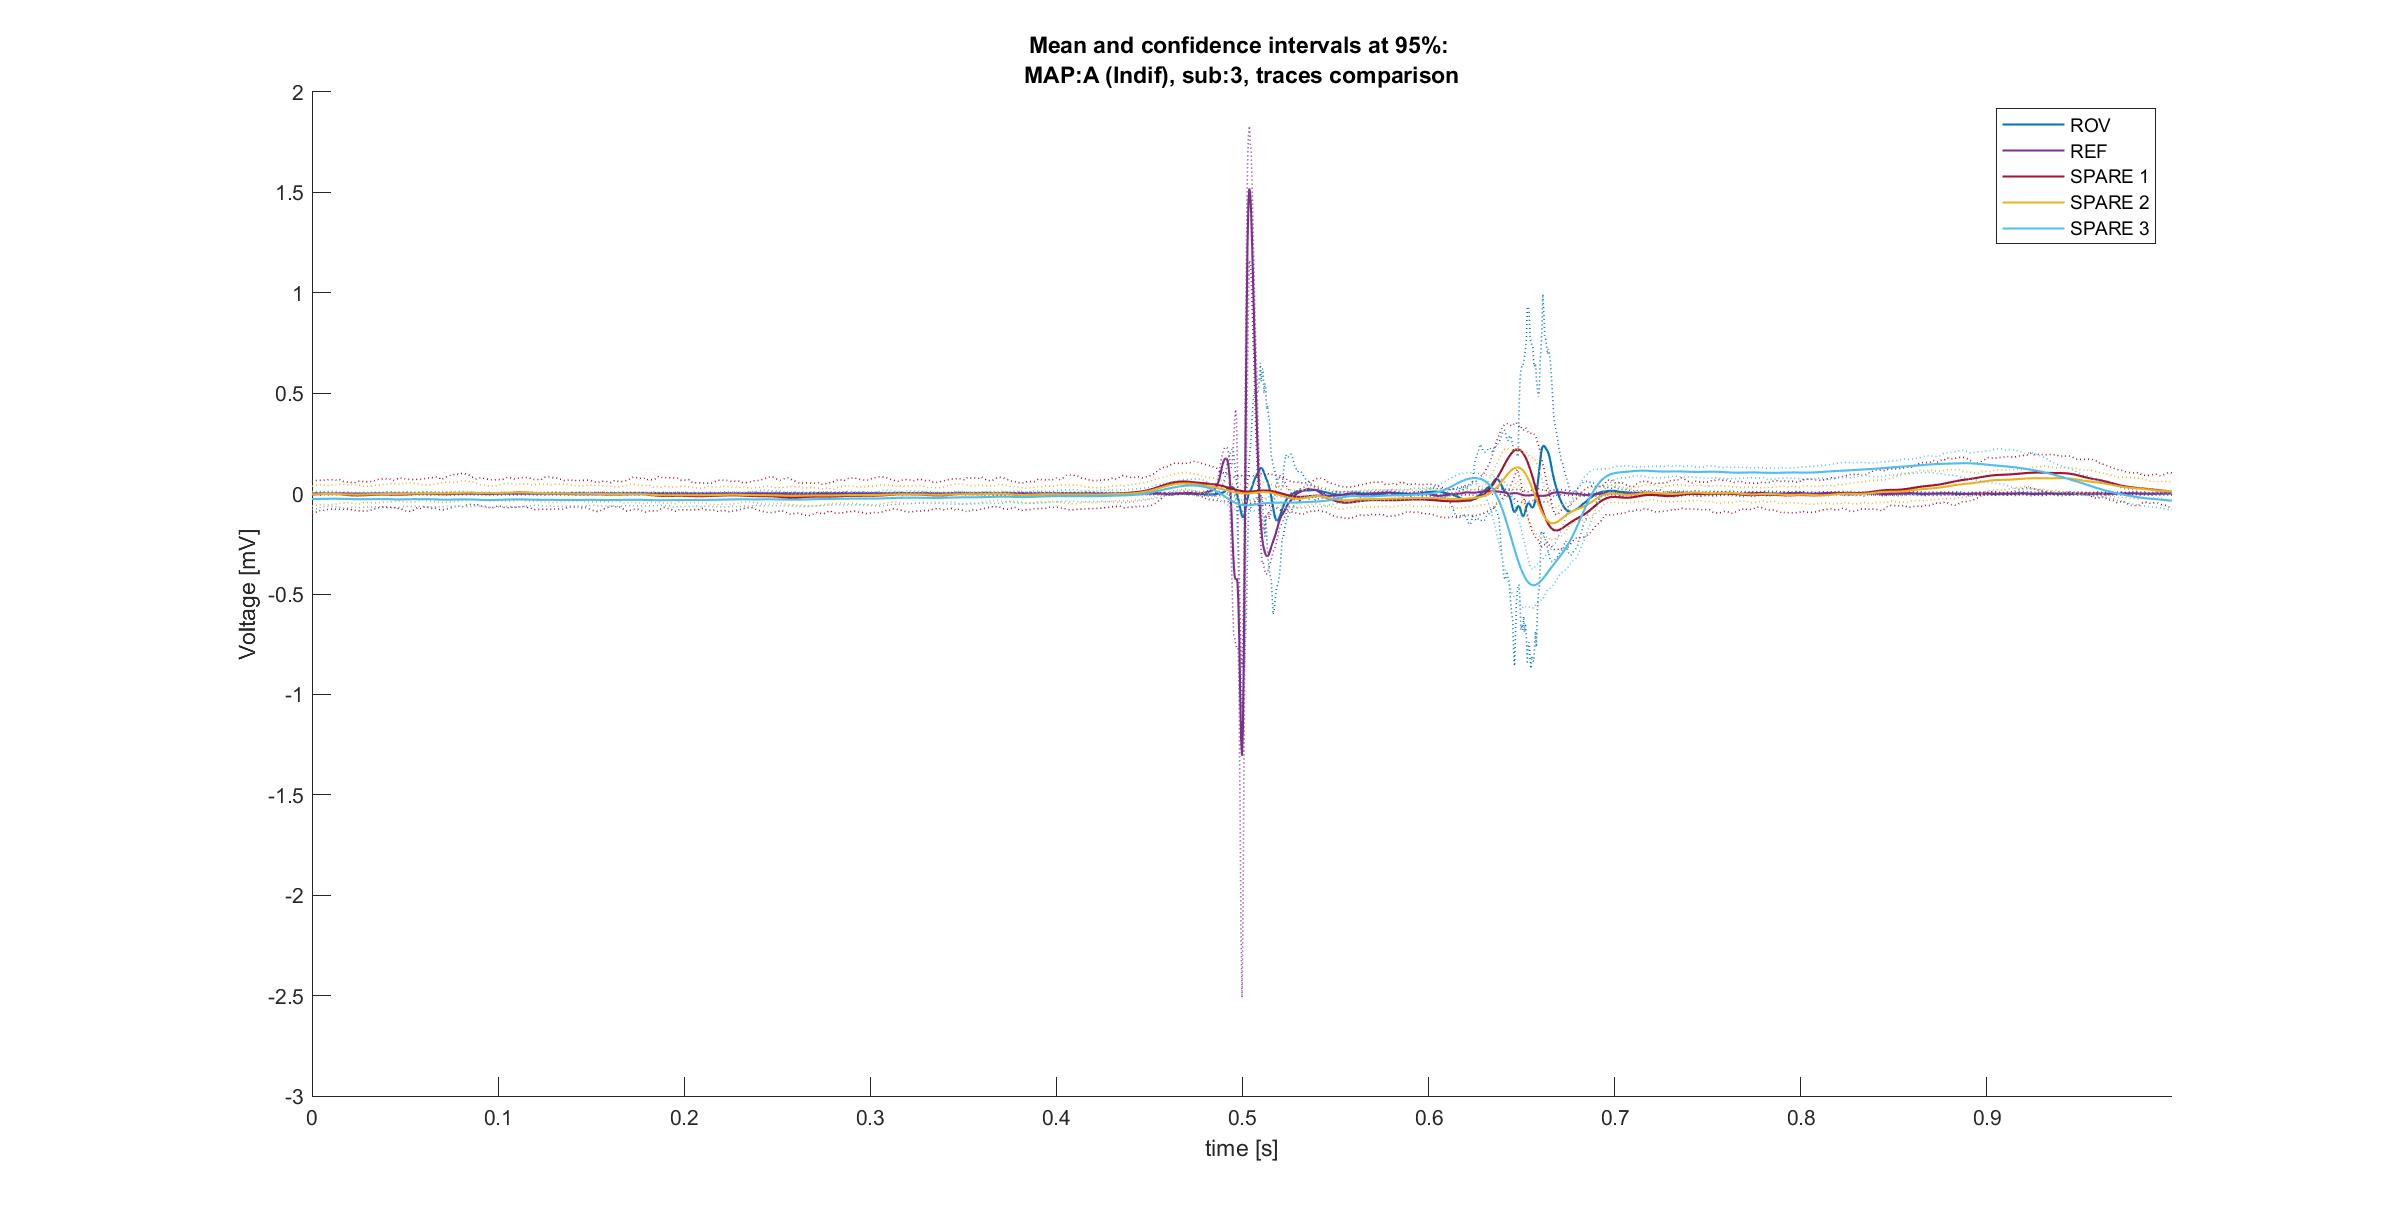 Mean and confidence intervals at 95%:
MAP:A (Indif), sub:3, traces comparison
2
1.5
1
0.5
0
-0.5
-1
-1.5
-2
-2.5
-3
Voltage [mV]
0 0.1 0.2 0.3 0.4 0.5 0.6 0.7 0.8 0.9
time [s]
ROV
REF
SPARE 1
SPARE 2
SPARE 3